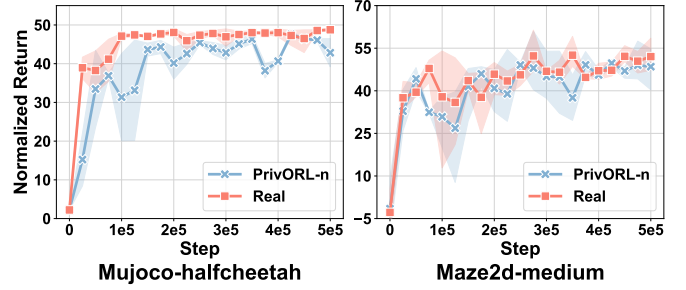 Normalized Return
50
40
30
20
10
0
0
1e5
2e5
3e5
4e5
5e5
PrivORL-n
Real
Step
Mujoco-halfcheetah
70
55
40
25
10
−5
0
1e5
2e5
3e5
4e5
5e5
PrivORL-n
Real
Step
Maze2d-medium